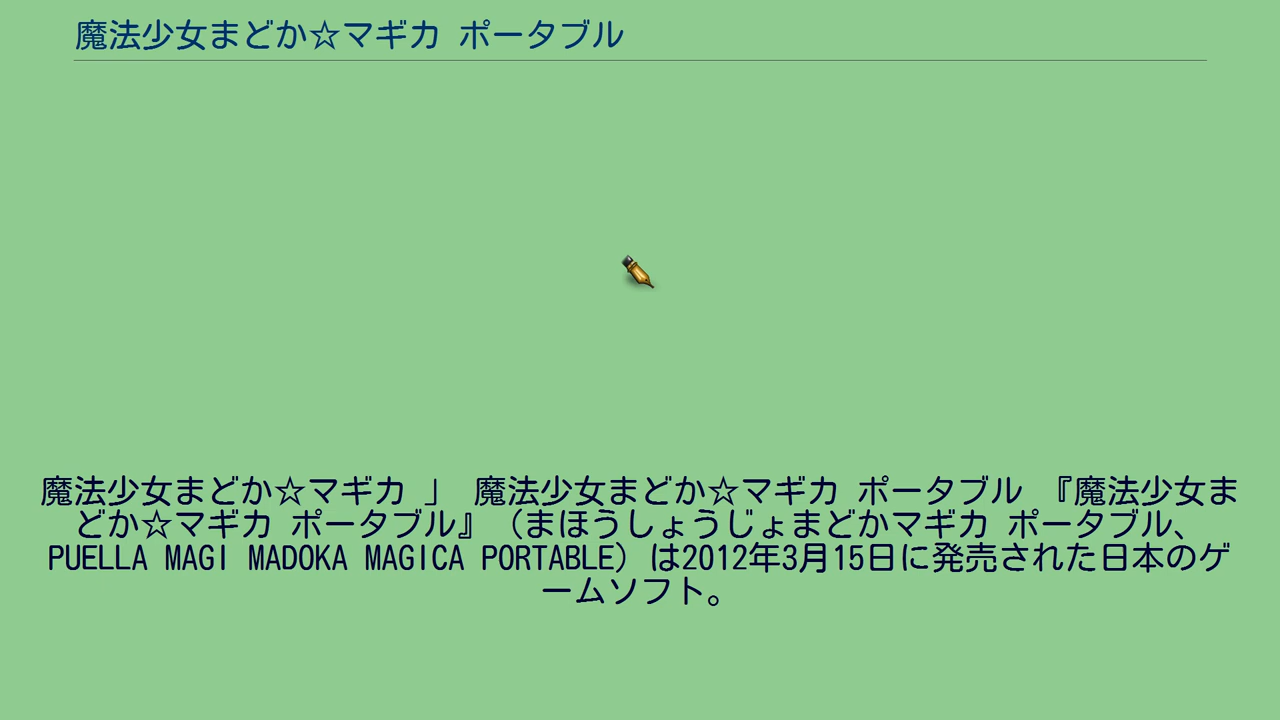 魔法少女まどか☆マギカ ポータブル
魔法少女まどか☆マギカ 」 魔法少女まどか☆マギカ ポータブル 『魔法少女ま
どか☆マギカ ポータブル』（まほうしょうじょまどかマギカ ポータブル、
PUELLA MAGI MADOKA MAGICA PORTABLE）は2012年3月15日に発売された日本のゲ
ームソフト。